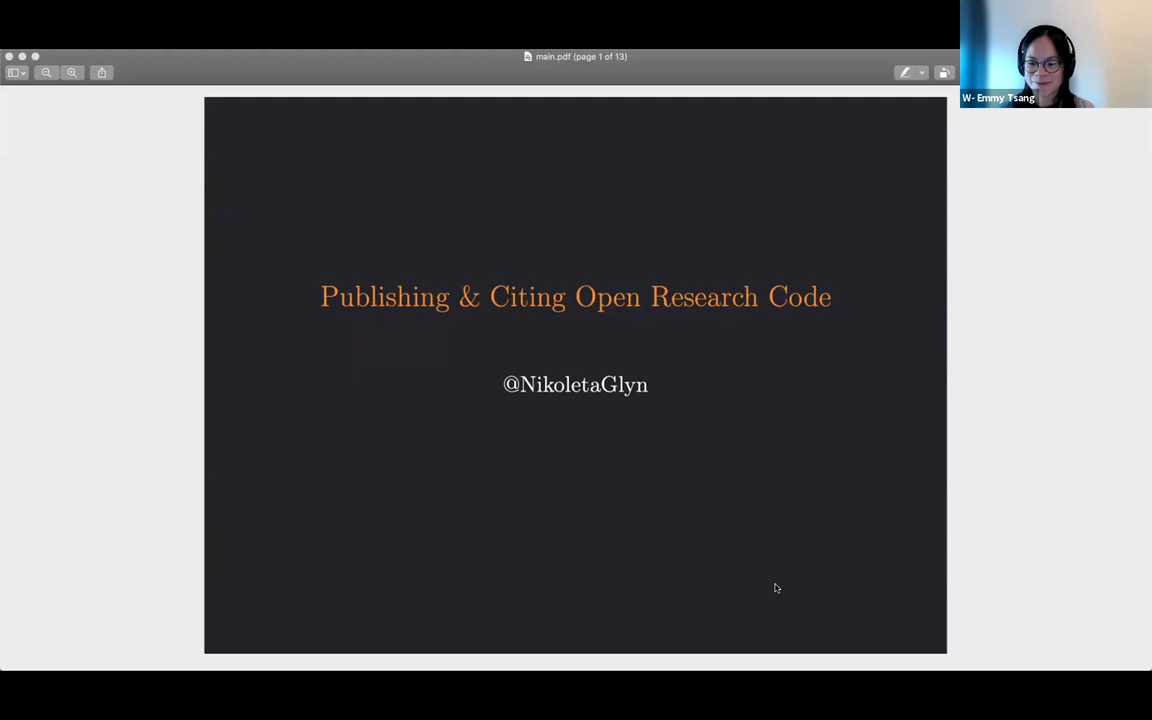 main.pdf (page 1 of 13)
W- Emmy Tsang
Publishing & Citing Open Research Code
@NikoletaGlyn